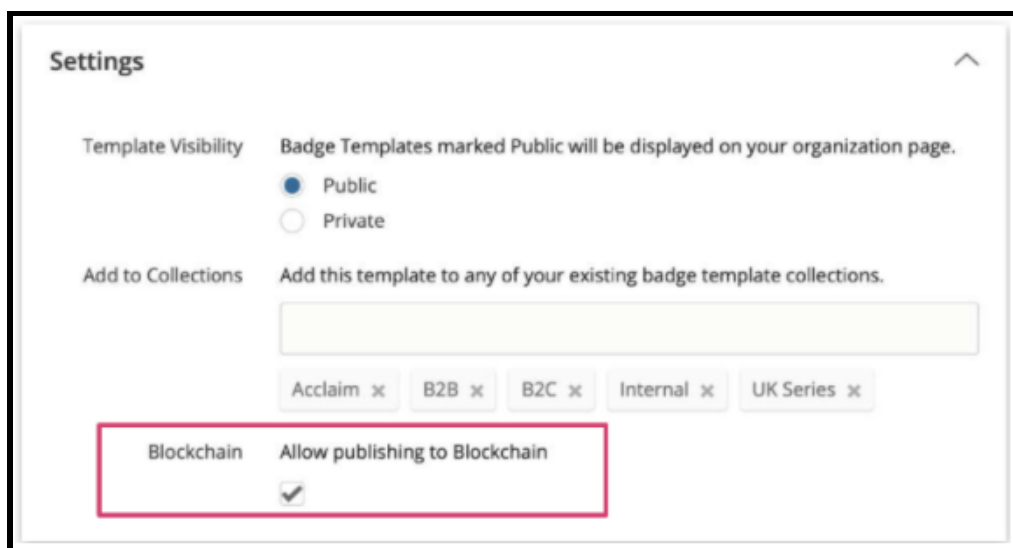 Settings
Template Visibility Badge Templates marked Public will be displayed on your organization page.
Public
Private
Add to Collections Add this template to any of your existing badge template collections.
Acclaim × B2B × B2C × Internal × UK Series ×
Blockchain Allow publishing to Blockchain